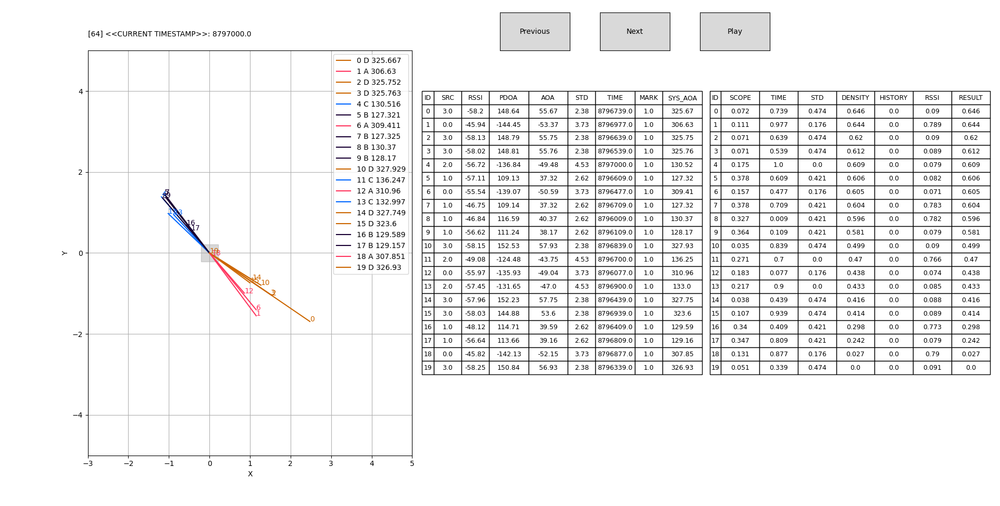 Previous
Next
Play
[64] <<CURRENT TIMESTAMP>>: 8797000.0
0 D 325.667
1 A 306.63
2 D 325.752
3 D 325.763
4 C 130.516
5 B 127.321
6 A 309.411
7 B 127.325
8 B 130.37
9 B 128.17
10 D 327.929
11 C 136.247
12 A 310.96
13 C 132.997
14 D 327.749
15 D 323.6
16 B 129.589
17 B 129.157
18 A 307.851
19 D 326.93
4
2
0
−2
−4
Y
−3 −2 −1 0 1 2 3 4 5
X
16
17
19
18
14
15
10
12
3
2
6
1
0
ID SRC RSSI PDOA AOA STD TIME MARK SYS_AOA
0 3.0 -58.2 148.64 55.67 2.38 8796739.0 1.0 325.67
1 0.0 -45.94 -144.45 -53.37 3.73 8796977.0 1.0 306.63
2 3.0 -58.13 148.79 55.75 2.38 8796639.0 1.0 325.75
3 3.0 -58.02 148.81 55.76 2.38 8796539.0 1.0 325.76
4 2.0 -56.72 -136.84 -49.48 4.53 8797000.0 1.0 130.52
5 1.0 -57.11 109.13 37.32 2.62 8796609.0 1.0 127.32
6 0.0 -55.54 -139.07 -50.59 3.73 8796477.0 1.0 309.41
7 1.0 -46.75 109.14 37.32 2.62 8796709.0 1.0 127.32
8 1.0 -46.84 116.59 40.37 2.62 8796009.0 1.0 130.37
9 1.0 -56.62 111.24 38.17 2.62 8796109.0 1.0 128.17
10 3.0 -58.15 152.53 57.93 2.38 8796839.0 1.0 327.93
11 2.0 -49.08 -124.48 -43.75 4.53 8796700.0 1.0 136.25
12 0.0 -55.97 -135.93 -49.04 3.73 8796077.0 1.0 310.96
13 2.0 -57.45 -131.65 -47.0 4.53 8796900.0 1.0 133.0
14 3.0 -57.96 152.23 57.75 2.38 8796439.0 1.0 327.75
15 3.0 -58.03 144.88 53.6 2.38 8796939.0 1.0 323.6
16 1.0 -48.12 114.71 39.59 2.62 8796409.0 1.0 129.59
17 1.0 -56.64 113.66 39.16 2.62 8796809.0 1.0 129.16
18 0.0 -45.82 -142.13 -52.15 3.73 8796877.0 1.0 307.85
19 3.0 -58.25 150.84 56.93 2.38 8796339.0 1.0 326.93
ID SCOPE TIME STD DENSITY HISTORY RSSI RESULT
0 0.072 0.739 0.474 0.646 0.0 0.09 0.646
1 0.111 0.977 0.176 0.644 0.0 0.789 0.644
2 0.071 0.639 0.474 0.62 0.0 0.09 0.62
3 0.071 0.539 0.474 0.612 0.0 0.089 0.612
4 0.175 1.0 0.0 0.609 0.0 0.079 0.609
5 0.378 0.609 0.421 0.606 0.0 0.082 0.606
6 0.157 0.477 0.176 0.605 0.0 0.071 0.605
7 0.378 0.709 0.421 0.604 0.0 0.783 0.604
8 0.327 0.009 0.421 0.596 0.0 0.782 0.596
9 0.364 0.109 0.421 0.581 0.0 0.079 0.581
10 0.035 0.839 0.474 0.499 0.0 0.09 0.499
11 0.271 0.7 0.0 0.47 0.0 0.766 0.47
12 0.183 0.077 0.176 0.438 0.0 0.074 0.438
13 0.217 0.9 0.0 0.433 0.0 0.085 0.433
14 0.038 0.439 0.474 0.416 0.0 0.088 0.416
15 0.107 0.939 0.474 0.414 0.0 0.089 0.414
16 0.34 0.409 0.421 0.298 0.0 0.773 0.298
17 0.347 0.809 0.421 0.242 0.0 0.079 0.242
18 0.131 0.877 0.176 0.027 0.0 0.79 0.027
19 0.051 0.339 0.474 0.0 0.0 0.091 0.0